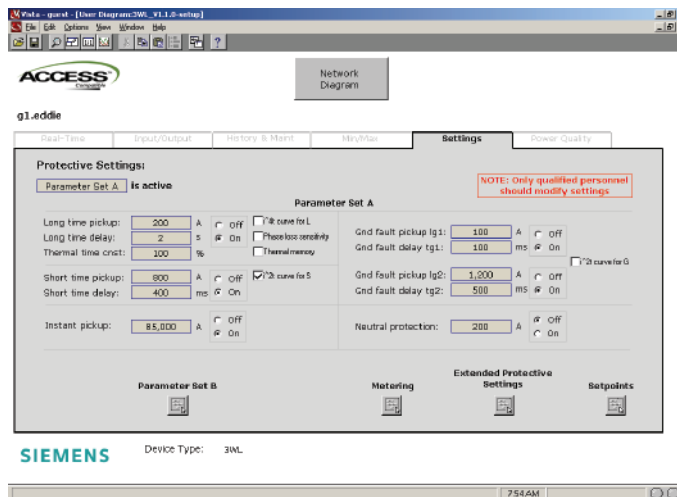 Vista - guest - [User Diagram:3WL_V1.1.0-setup]
File Edit Options View Window Help
ACCESS
Compatible
Network
Diagram
g1.eddie
Real-Time Input/Output History & Maint Min/Max Settings Power Quality
Protective Settings:
Parameter Set A is active
NOTE: Only qualified personnel
should modify settings
Parameter Set A
Long time pickup: 200 A Off I^4t curve for L
Long time delay: 2 s On Phase loss sensitivity
Thermal time cnst: 100 % Thermal memory
Gnd fault pickup Ig1: 100 A Off
Gnd fault delay tg1: 100 ms On
I^2t curve for G
Short time pickup: 800 A Off I^2t curve for S
Short time delay: 400 ms On
Gnd fault pickup Ig2: 1,200 A Off
Gnd fault delay tg2: 500 ms On
Instant pickup: 85,000 A Off
On
Neutral protection: 200 A Off
On
Parameter Set B Metering Extended Protective
Settings Setpoints
SIEMENS Device Type: 3WL
7:54 AM